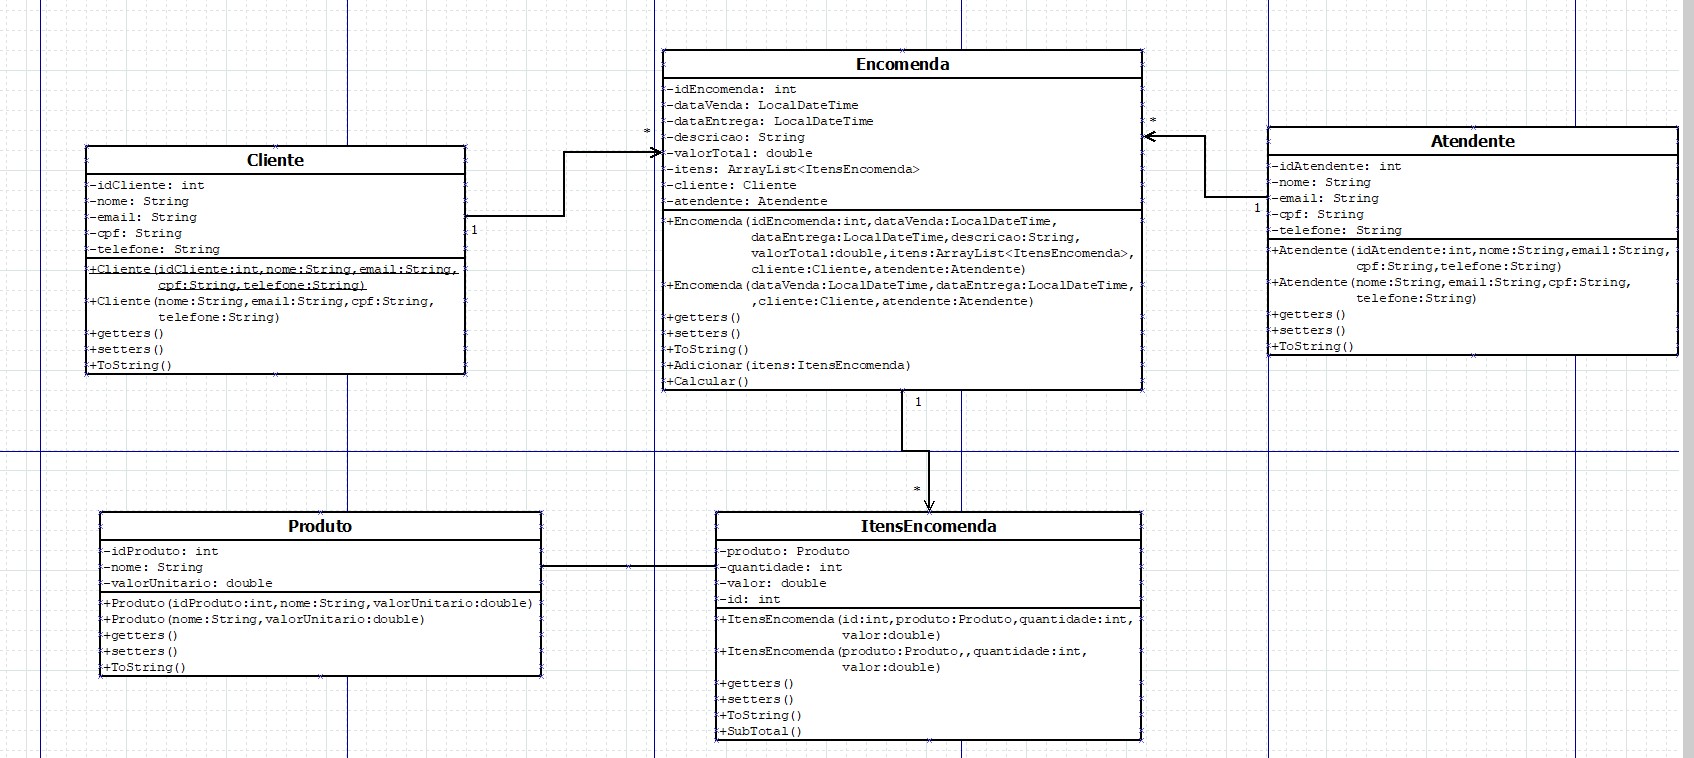 Encomenda
-idEncomenda: int
-dataVenda: LocalDateTime
-dataEntrega: LocalDateTime
-descricao: String
-valorTotal: double
-itens: ArrayList<ItensEncomenda>
-cliente: Cliente
-atendente: Atendente
+Encomenda(idEncomenda:int,dataVenda:LocalDateTime,
dataEntrega:LocalDateTime,descricao:String,
valorTotal:double,itens:ArrayList<ItensEncomenda>,
cliente:Cliente,atendente:Atendente)
+Encomenda(dataVenda:LocalDateTime,dataEntrega:LocalDateTime,
,cliente:Cliente,atendente:Atendente)
+getters()
+setters()
+ToString()
+Adicionar(itens:ItensEncomenda)
+Calcular()
Cliente
-idCliente: int
-nome: String
-email: String
-cpf: String
-telefone: String
+Cliente(idCliente:int,nome:String,email:String,
cpf:String,telefone:String)
+Cliente(nome:String,email:String,cpf:String,
telefone:String)
+getters()
+setters()
+ToString()
1
*
Atendente
-idAtendente: int
-nome: String
-email: String
-cpf: String
-telefone: String
+Atendente(idAtendente:int,nome:String,email:String,
cpf:String,telefone:String)
+Atendente(nome:String,email:String,cpf:String,
telefone:String)
+getters()
+setters()
+ToString()
*
1
1
*
Produto
-idProduto: int
-nome: String
-valorUnitario: double
+Produto(idProduto:int,nome:String,valorUnitario:double)
+Produto(nome:String,valorUnitario:double)
+getters()
+setters()
+ToString()
ItensEncomenda
-produto: Produto
-quantidade: int
-valor: double
-id: int
+ItensEncomenda(id:int,produto:Produto,quantidade:int,
valor:double)
+ItensEncomenda(produto:Produto,,quantidade:int,
valor:double)
+getters()
+setters()
+ToString()
+SubTotal()